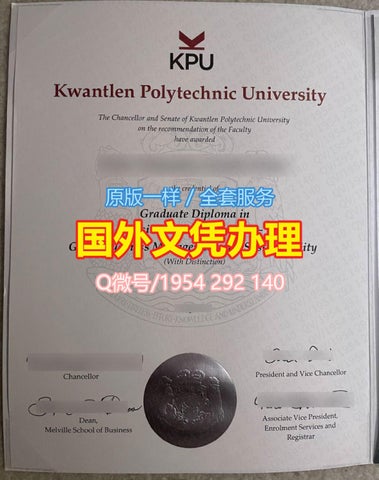 KPU
Kwantlen Polytechnic University
The Chancellor and Senate of Kwantlen Polytechnic University
on the recommendation of the Faculty
have awarded
credential of
原版一样 / 全套服务
Graduate Diploma in
国外文凭办理
(With Distinction)
Q微号/1954 292 140
Chancellor
President and Vice Chancellor
Dean,
Melville School of Business
Associate Vice President,
Enrolment Services and
Registrar